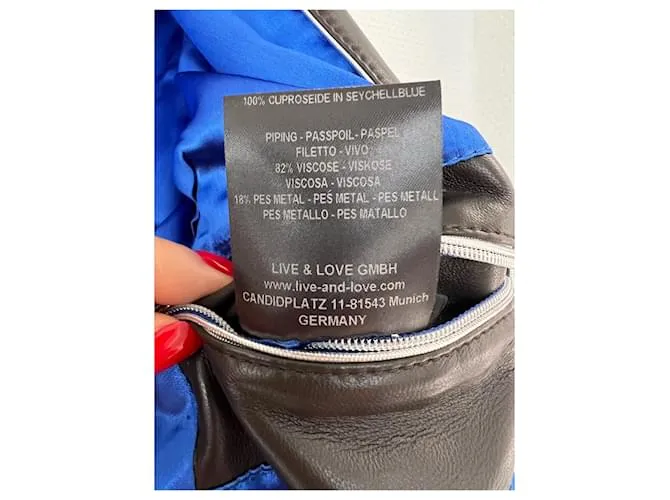 100% CUPROSEIDE IN SEYCHELLBLUE
PIPING - PASSPOIL- PASPEL
FILETTO - VIVO
82% VISCOSE - VISKOSE
VISCOSA - VISCOSA
18% PES METAL - PES METAL - PES METALL
PES METALLO - PES MATALLO
LIVE & LOVE GMBH
www.live-and-love.com
CANDIDPLATZ 11-81543 Munich
GERMANY